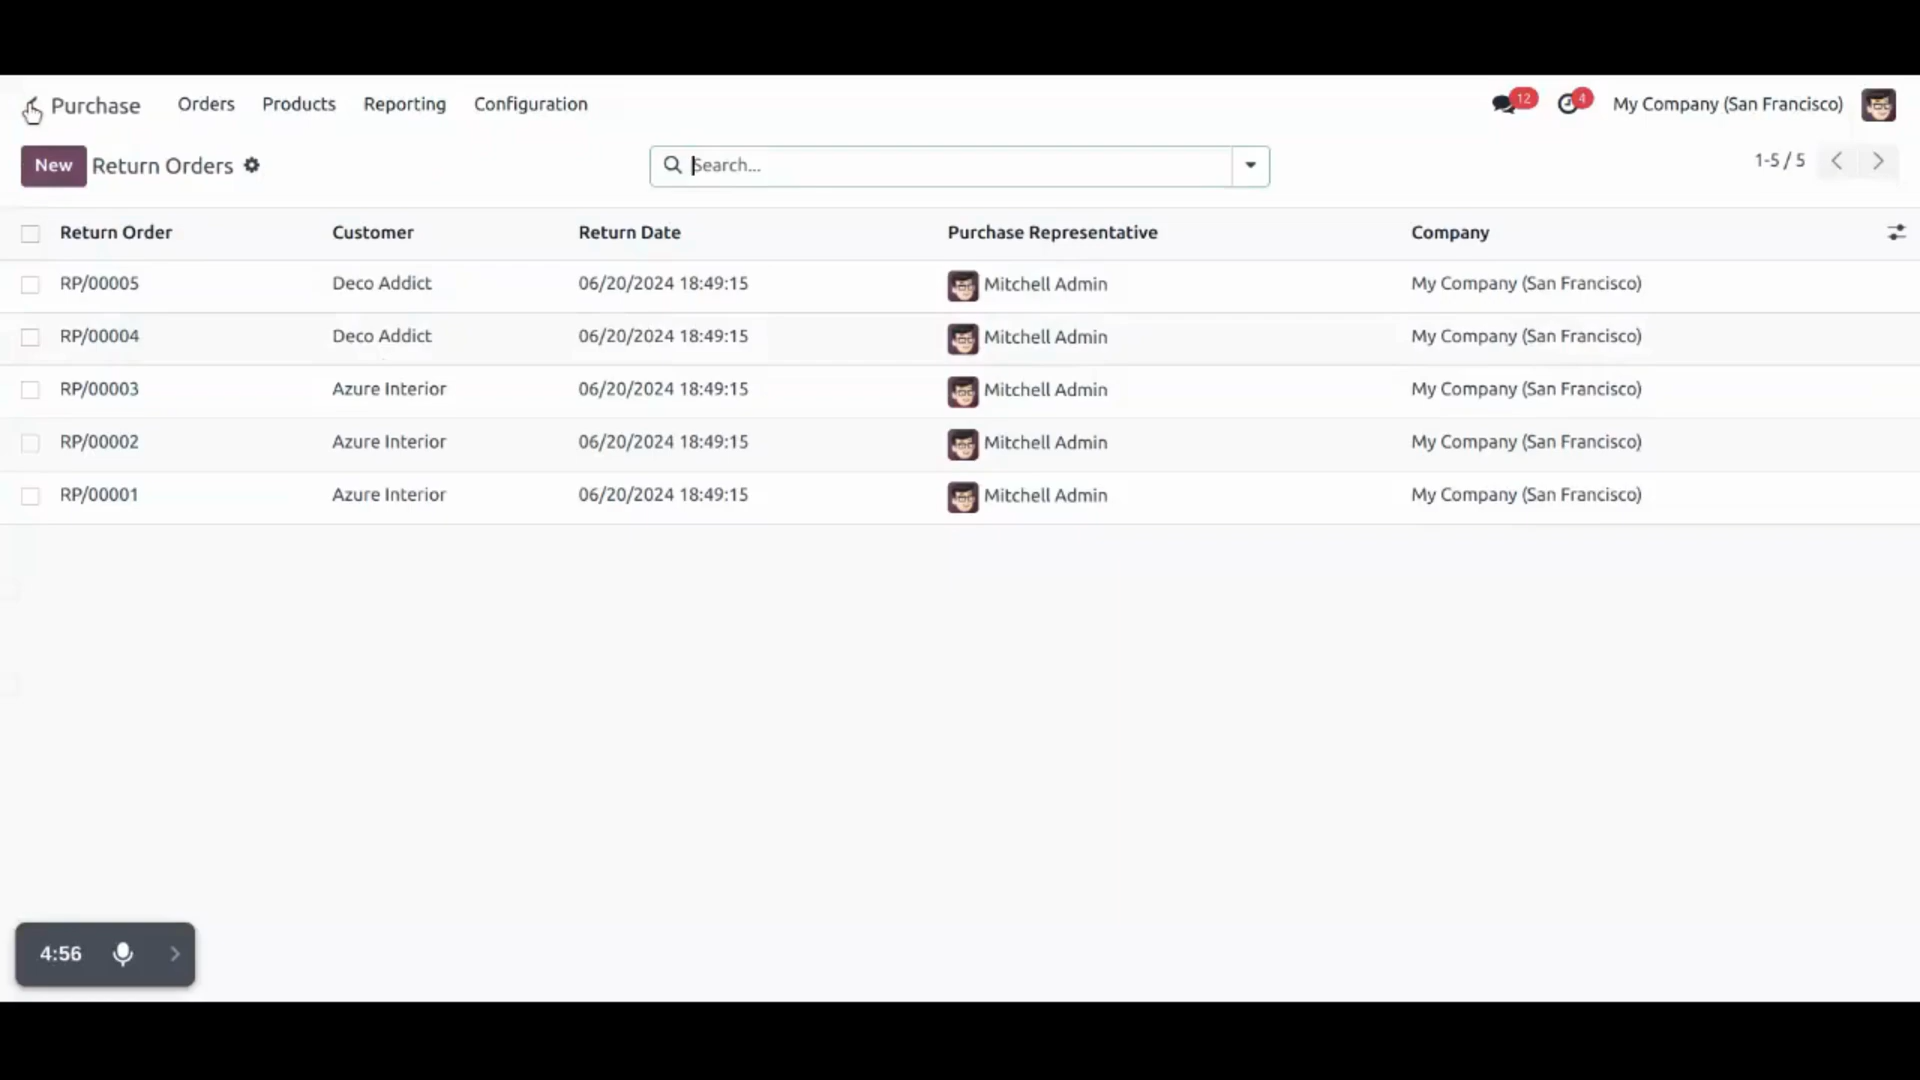 Purchase Orders Products Reporting Configuration 12 4 My Company (San Francisco)
New Return Orders Search... 1-5 / 5
Return Order Customer Return Date Purchase Representative Company
RP/00005 Deco Addict 06/20/2024 18:49:15 Mitchell Admin My Company (San Francisco)
RP/00004 Deco Addict 06/20/2024 18:49:15 Mitchell Admin My Company (San Francisco)
RP/00003 Azure Interior 06/20/2024 18:49:15 Mitchell Admin My Company (San Francisco)
RP/00002 Azure Interior 06/20/2024 18:49:15 Mitchell Admin My Company (San Francisco)
RP/00001 Azure Interior 06/20/2024 18:49:15 Mitchell Admin My Company (San Francisco)
4:56